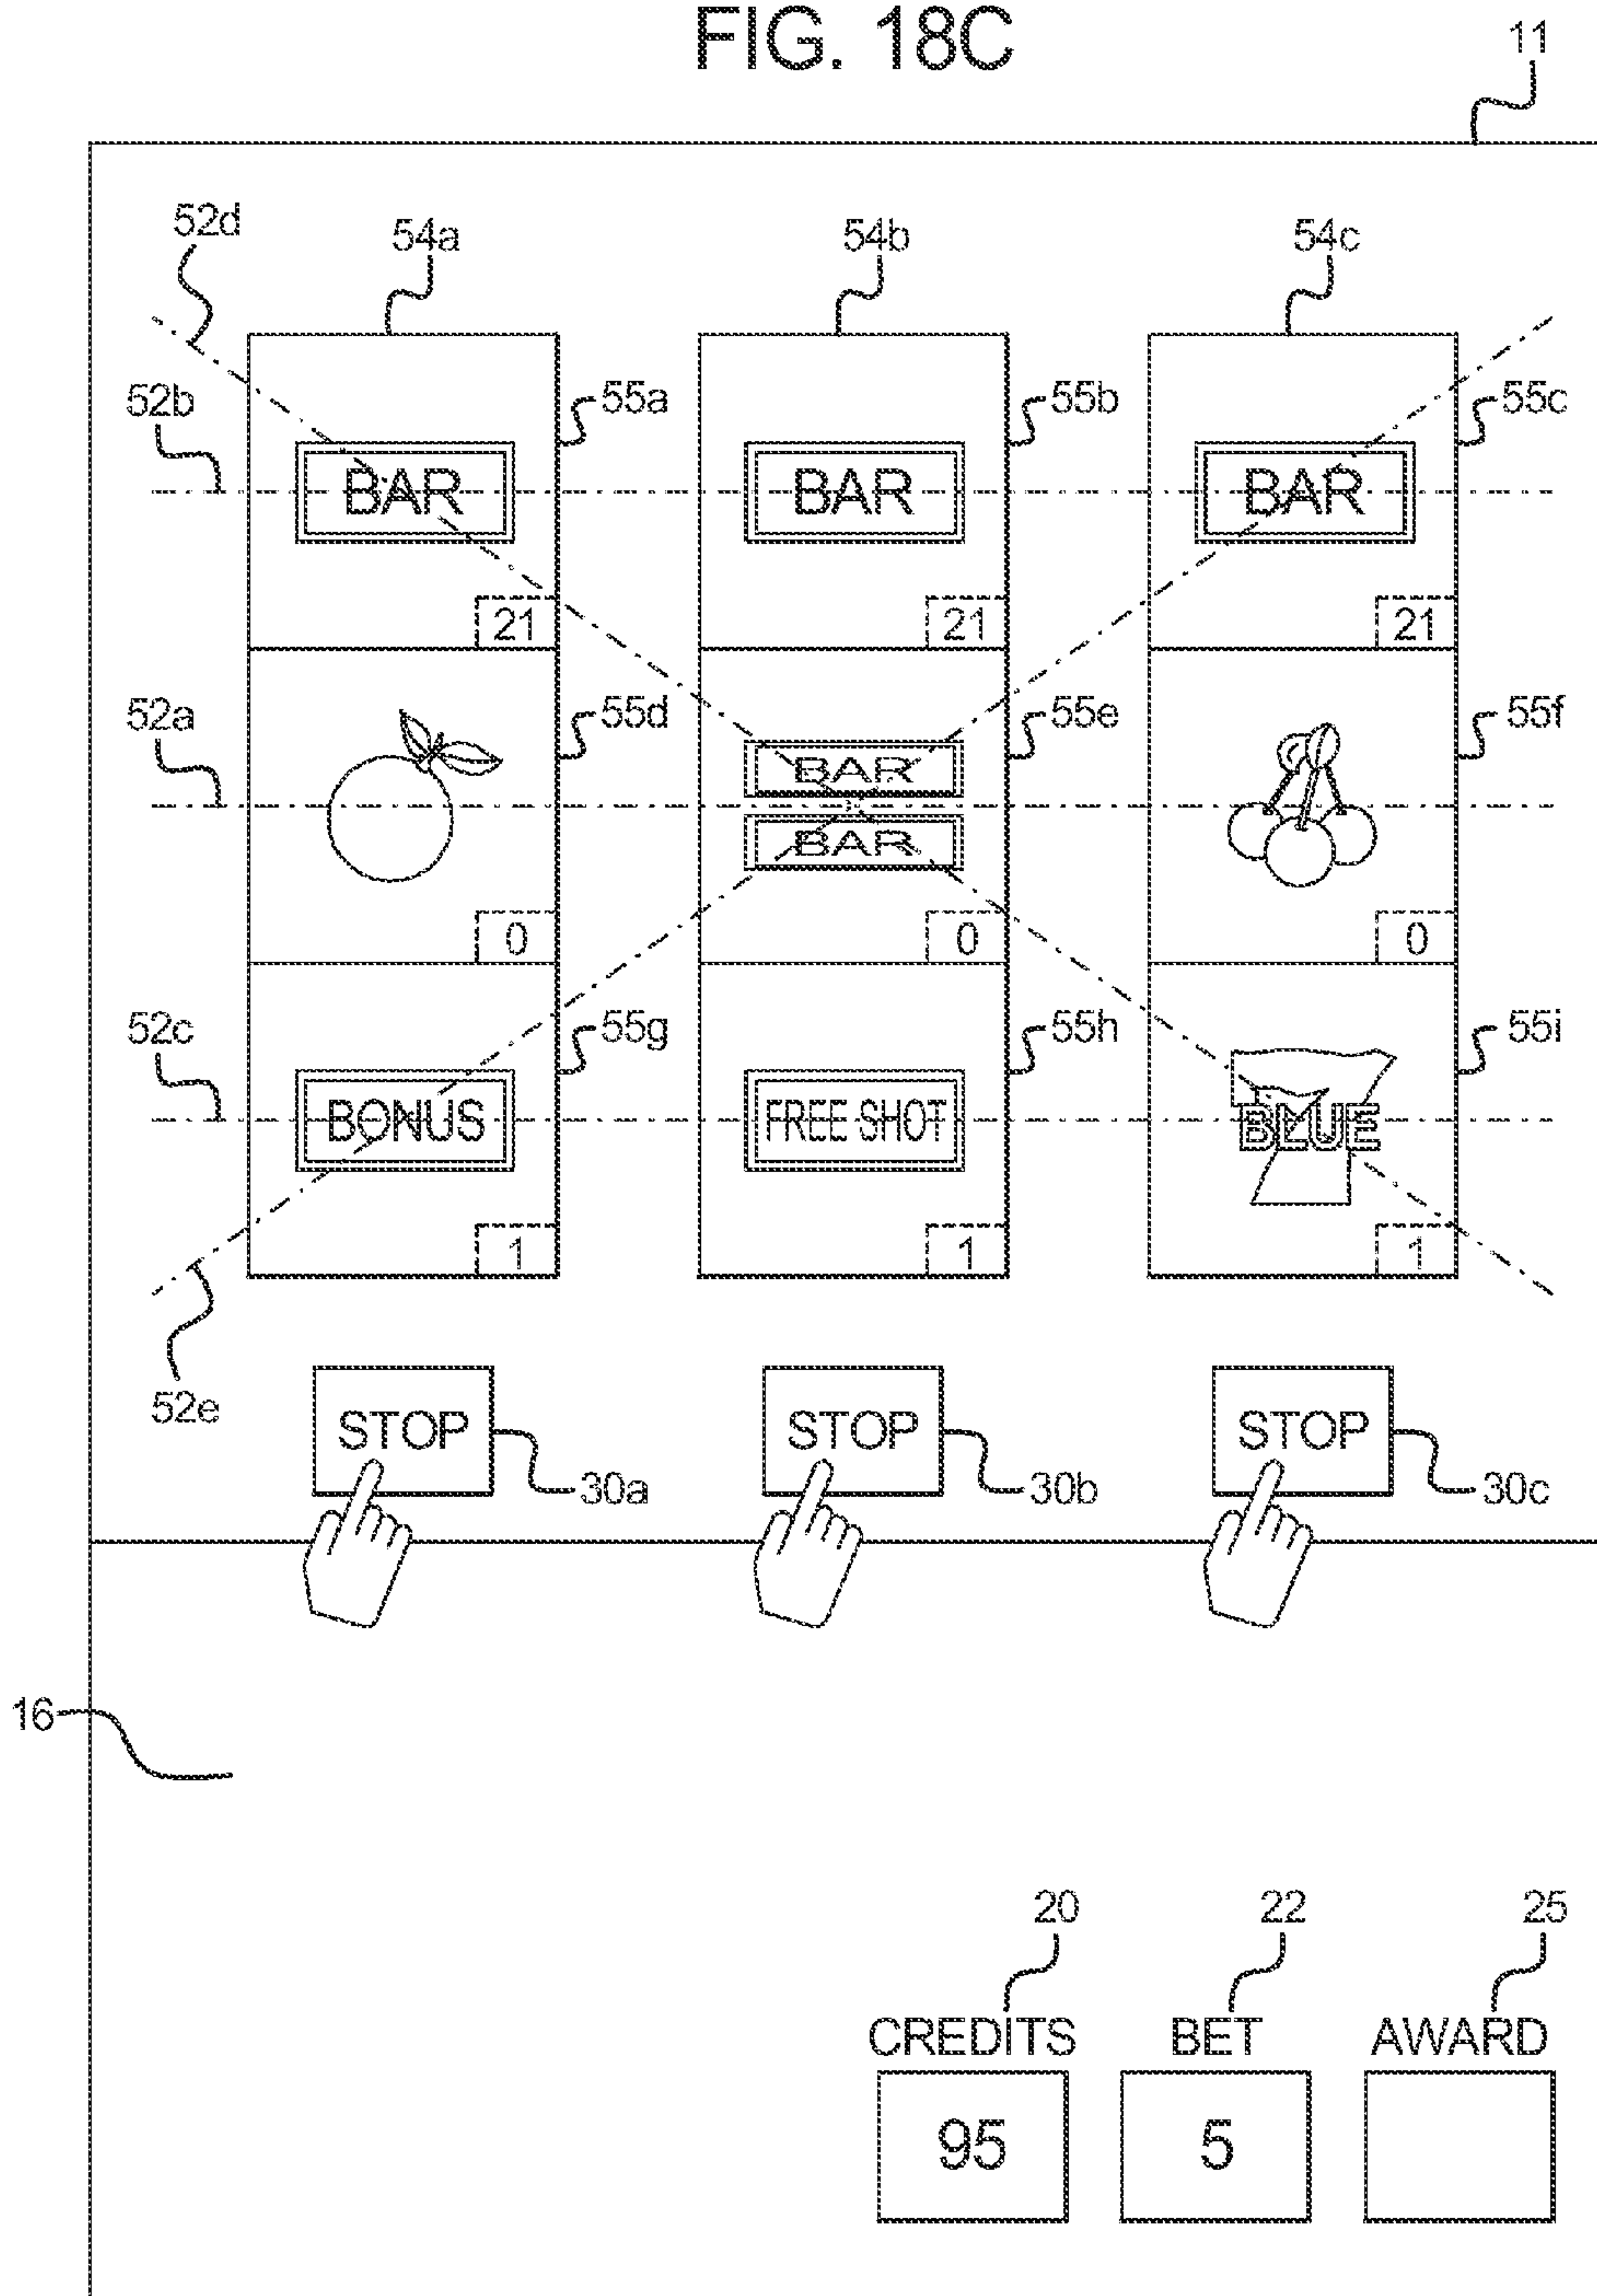 FIG. 18C
11
52d 54a 54b 54c
52b 55a 55b 55c
BAR BAR BAR
21 21 21
52a 55d 55e 55f
BAR
BAR
0 0 0
52c 55g 55h 55i
BONUS FREE SHOT BLUE
1 1 1
52e
STOP STOP STOP
30a 30b 30c
16
20 22 25
CREDITS BET AWARD
95 5